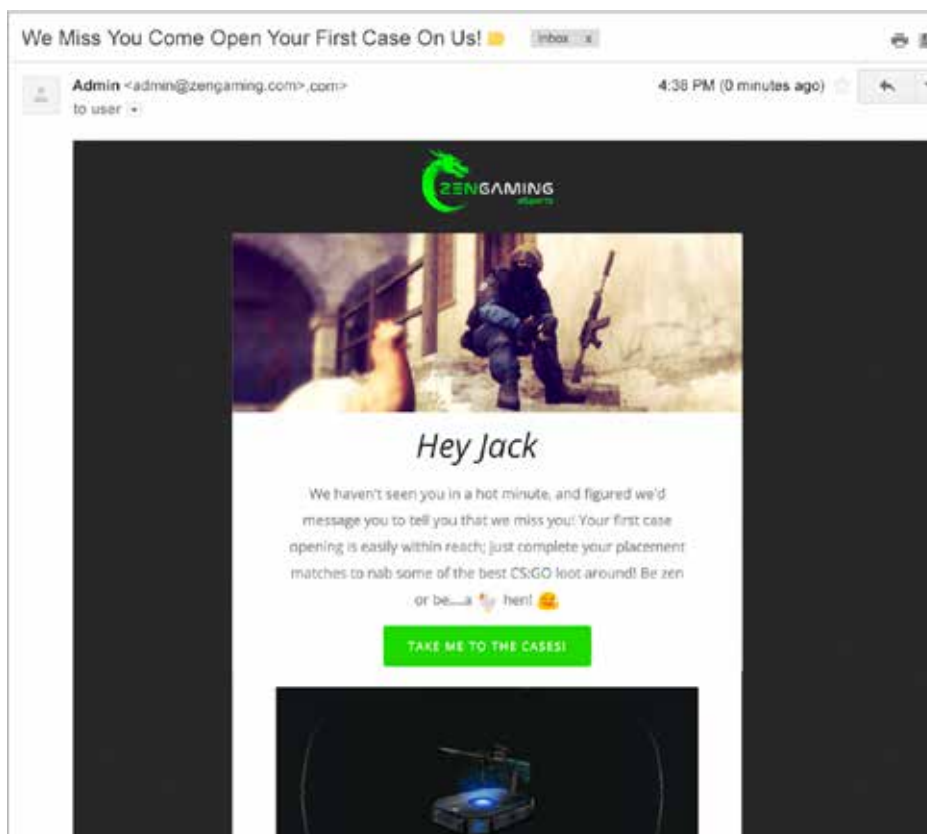 We Miss You Come Open Your First Case On Us!
Inbox x
Admin <admin@zengaming.com>.com>
4:38 PM (0 minutes ago)
to user
ZENGAMING
eSports
Hey Jack
We haven't seen you in a hot minute, and figured we'd
message you to tell you that we miss you! Your first case
opening is easily within reach; just complete your placement
matches to nab some of the best CS:GO loot around! Be zen
or be....a 🐔 hen! 😊
TAKE ME TO THE CASES!